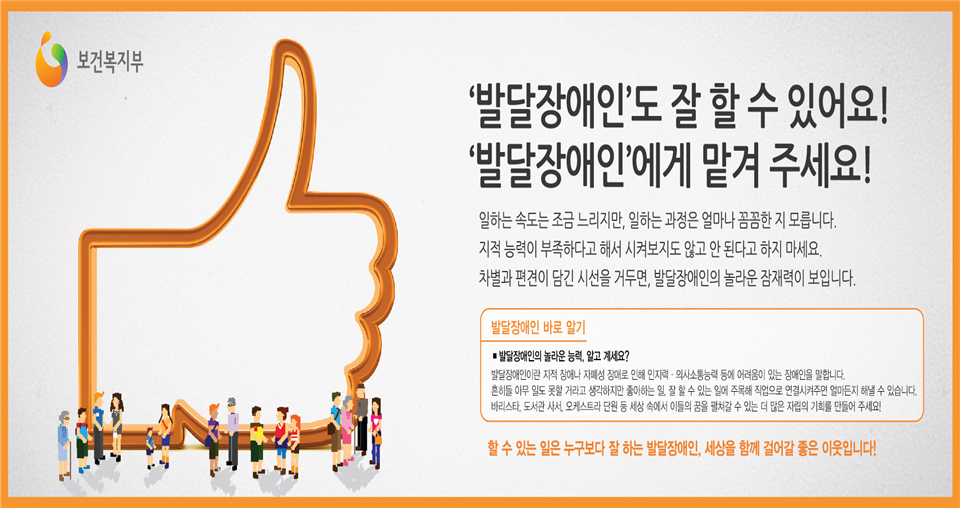 보건복지부
‘발달장애인’도 잘 할 수 있어요!
‘발달장애인’에게 맡겨 주세요!
일하는 속도는 조금 느리지만, 일하는 과정은 얼마나 꼼꼼한 지 모릅니다.
지적 능력이 부족하다고 해서 시켜보지도 않고 안 된다고 하지 마세요.
차별과 편견이 담긴 시선을 거두면, 발달장애인의 놀라운 잠재력이 보입니다.
발달장애인 바로 알기
■ 발달장애인의 놀라운 능력, 알고 계세요?
발달장애인이란 지적 장애나 자폐성 장애로 인해 인지력 · 의사소통능력 등에 어려움이 있는 장애인을 말합니다.
흔히들 아무 일도 못할 거라고 생각하지만 좋아하는 일, 잘 할 수 있는 일에 주목해 직업으로 연결시켜주면 얼마든지 해낼 수 있습니다.
바리스타, 도서관 사서, 오케스트라 단원 등 세상 속에서 이들의 꿈을 펼쳐갈 수 있는 더 많은 자립의 기회를 만들어 주세요!
할 수 있는 일은 누구보다 잘 하는 발달장애인, 세상을 함께 걸어갈 좋은 이웃입니다!